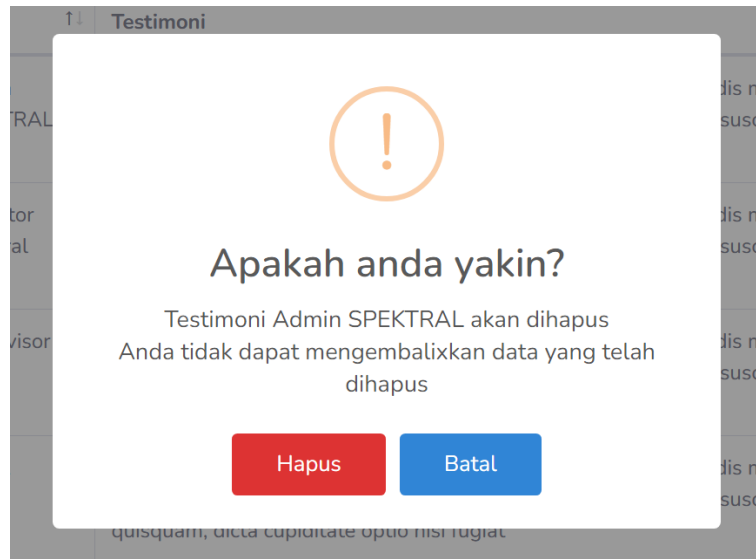 Testimoni
Apakah anda yakin?
Testimoni Admin SPEKTRAL akan dihapus
Anda tidak dapat mengembalixkan data yang telah
dihapus
Hapus
Batal
quisquam, dicta cupiditate optio nisi fugiat